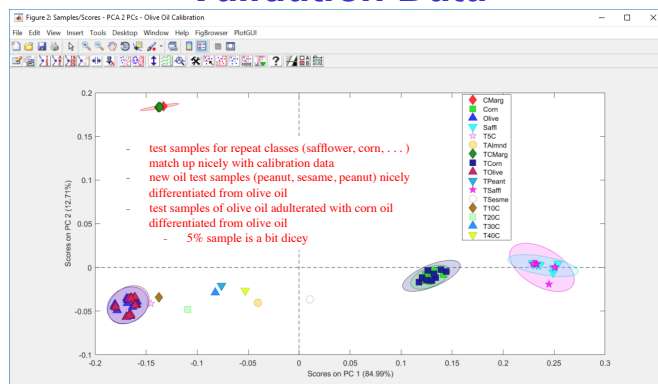 Validation Data
Figure 2: Samples/Scores - PCA 2 PCs - Olive Oil Calibration
File Edit View Insert Tools Desktop Window Help FigBrowser PlotGUI
0.2
0.15
0.1
0.05
0
-0.05
-0.1
Scores on PC 2 (12.71%)
- test samples for repeat classes (safflower, corn, . . . )
match up nicely with calibration data
- new oil test samples (peanut, sesame, peanut) nicely
differentiated from olive oil
- test samples of olive oil adulterated with corn oil
differentiated from olive oil
- 5% sample is a bit dicey
CMarg
Corn
Olive
Saffl
T5C
TAlmnd
TCMarg
TCorn
TOlive
TPeant
TSaffl
TSesme
T10C
T20C
T30C
T40C
-0.2 -0.15 -0.1 -0.05 0 0.05 0.1 0.15 0.2 0.25 0.3
Scores on PC 1 (84.99%)